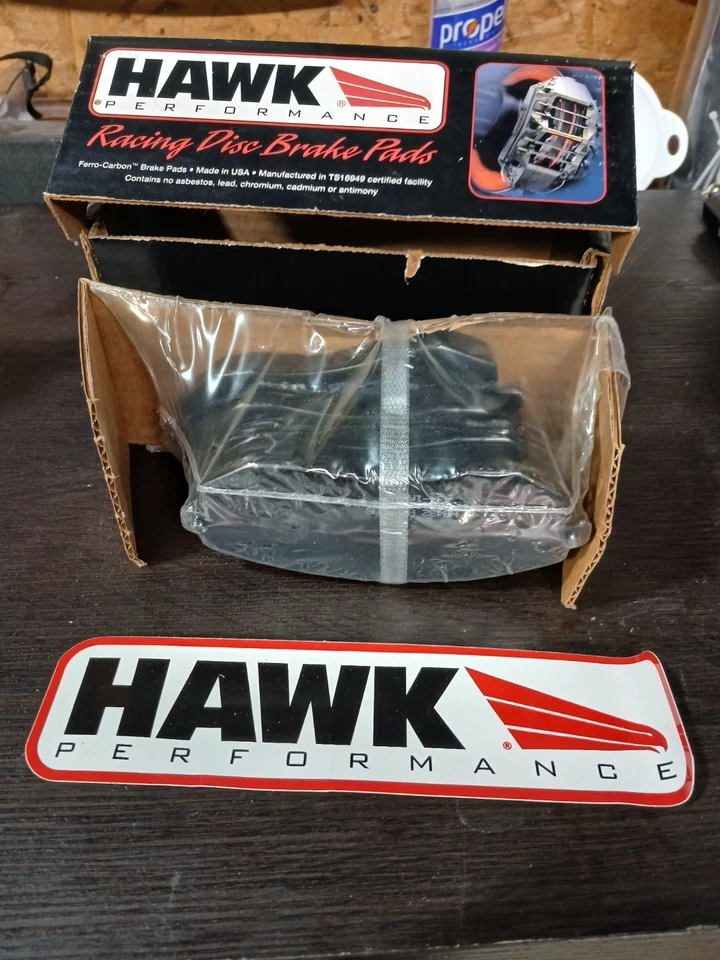 prope
HAWK®
PERFORMANCE
Racing Disc Brake Pads
Ferro-Carbon™ Brake Pads • Made in USA • Manufactured in TS16949 certified facility
Contains no asbestos, lead, chromium, cadmium or antimony
HAWK®
PERFORMANCE